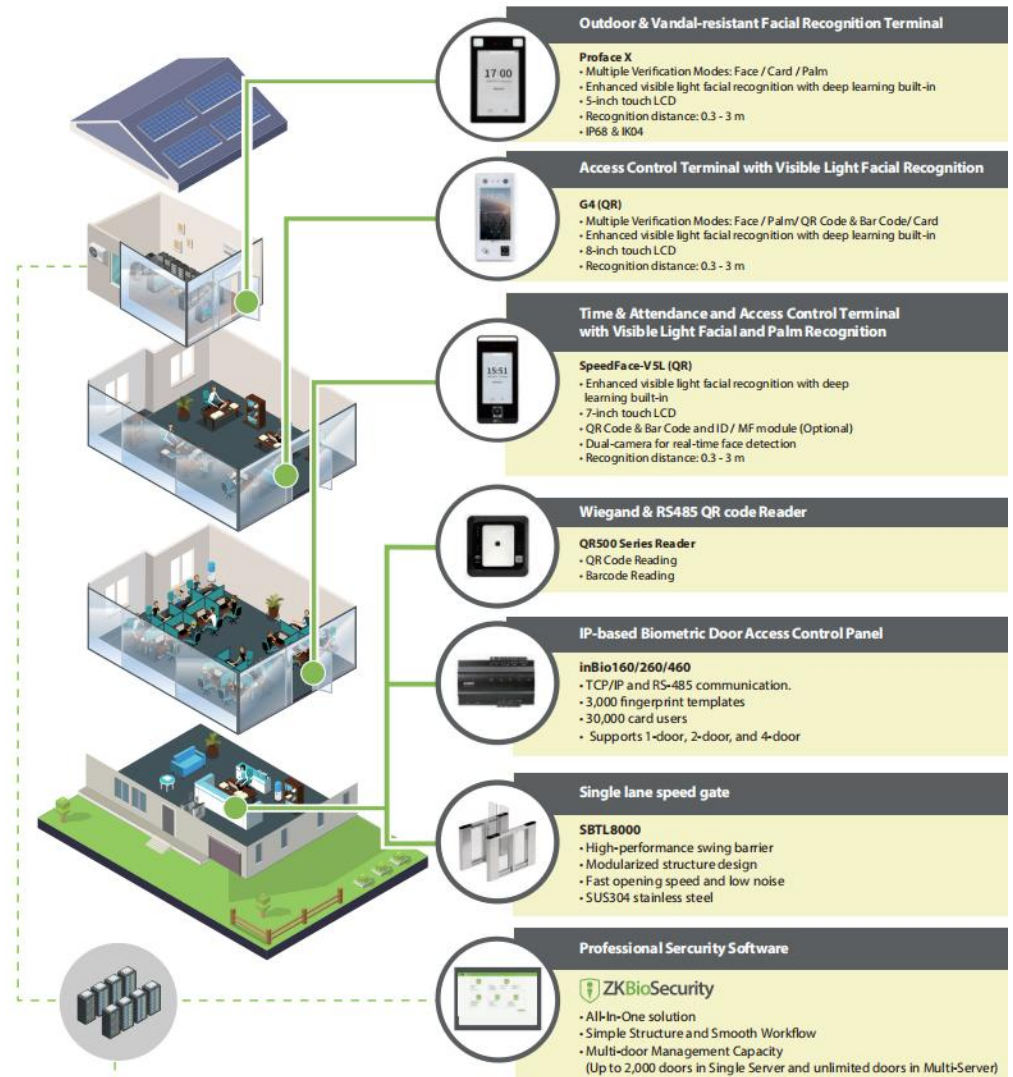 Outdoor & Vandal-resistant Facial Recognition Terminal
17 00
Proface X
• Multiple Verification Modes: Face / Card / Palm
• Enhanced visible light facial recognition with deep learning built-in
• 5-inch touch LCD
• Recognition distance: 0.3 - 3 m
• IP68 & IK04
Access Control Terminal with Visible Light Facial Recognition
G4 (QR)
• Multiple Verification Modes: Face / Palm/ QR Code & Bar Code/ Card
• Enhanced visible light facial recognition with deep learning built-in
• 8-inch touch LCD
• Recognition distance: 0.3 - 3 m
Time & Attendance and Access Control Terminal
with Visible Light Facial and Palm Recognition
15:51
SpeedFace-V5L (QR)
• Enhanced visible light facial recognition with deep
learning built-in
• 7-inch touch LCD
• QR Code & Bar Code and ID / MF module (Optional)
• Dual-camera for real-time face detection
• Recognition distance: 0.3 - 3 m
Wiegand & RS485 QR code Reader
QR500 Series Reader
• QR Code Reading
• Barcode Reading
IP-based Biometric Door Access Control Panel
inBio160/260/460
• TCP/IP and RS-485 communication.
• 3,000 fingerprint templates
• 30,000 card users
• Supports 1-door, 2-door, and 4-door
Single lane speed gate
SBTL8000
• High-performance swing barrier
• Modularized structure design
• Fast opening speed and low noise
• SUS304 stainless steel
Professional Sercurity Software
ZKBioSecurity
• All-In-One solution
• Simple Structure and Smooth Workflow
• Multi-door Management Capacity
(Up to 2,000 doors in Single Server and unlimited doors in Multi-Server)